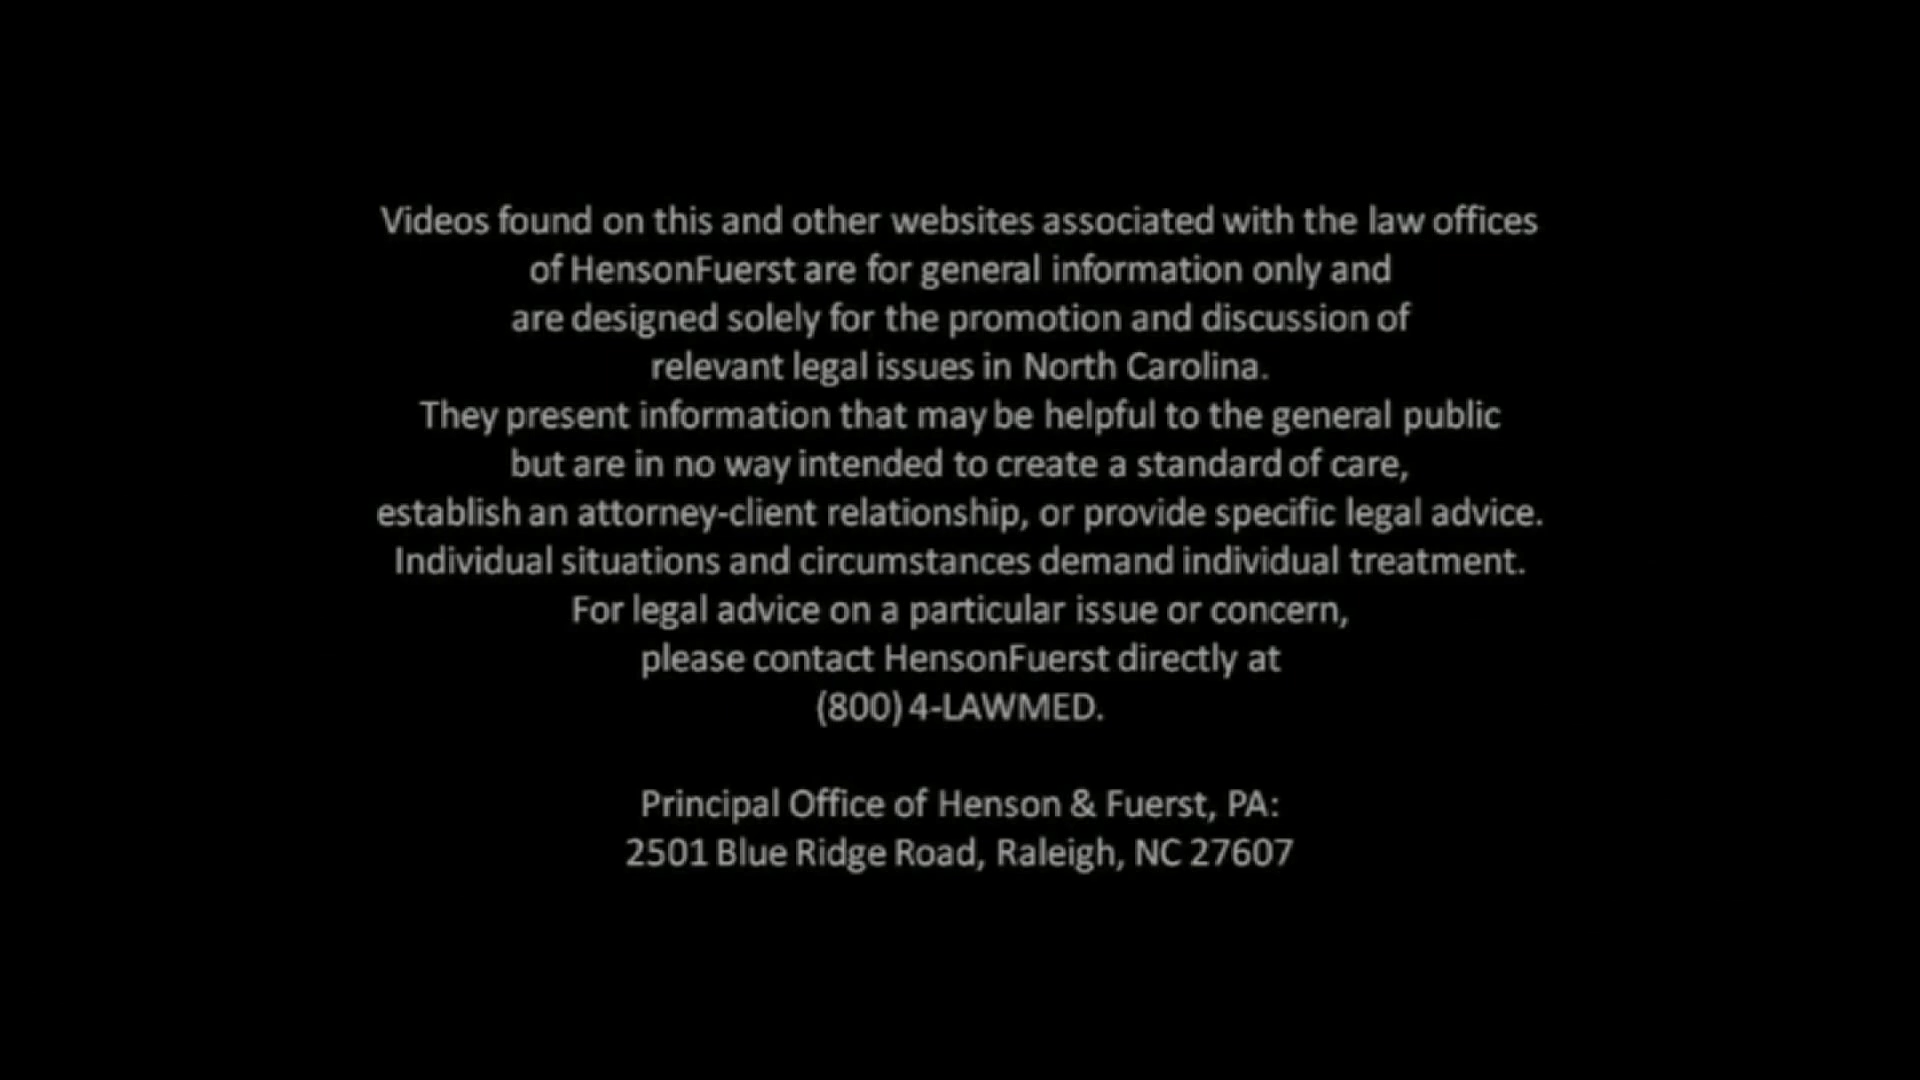 Videos found on this and other websites associated with the law offices
of HensonFuerst are for general information only and
are designed solely for the promotion and discussion of
relevant legal issues in North Carolina.
They present information that may be helpful to the general public
but are in no way intended to create a standard of care,
establish an attorney-client relationship, or provide specific legal advice.
Individual situations and circumstances demand individual treatment.
For legal advice on a particular issue or concern,
please contact HensonFuerst directly at
(800) 4-LAWMED.
Principal Office of Henson & Fuerst, PA:
2501 Blue Ridge Road, Raleigh, NC 27607